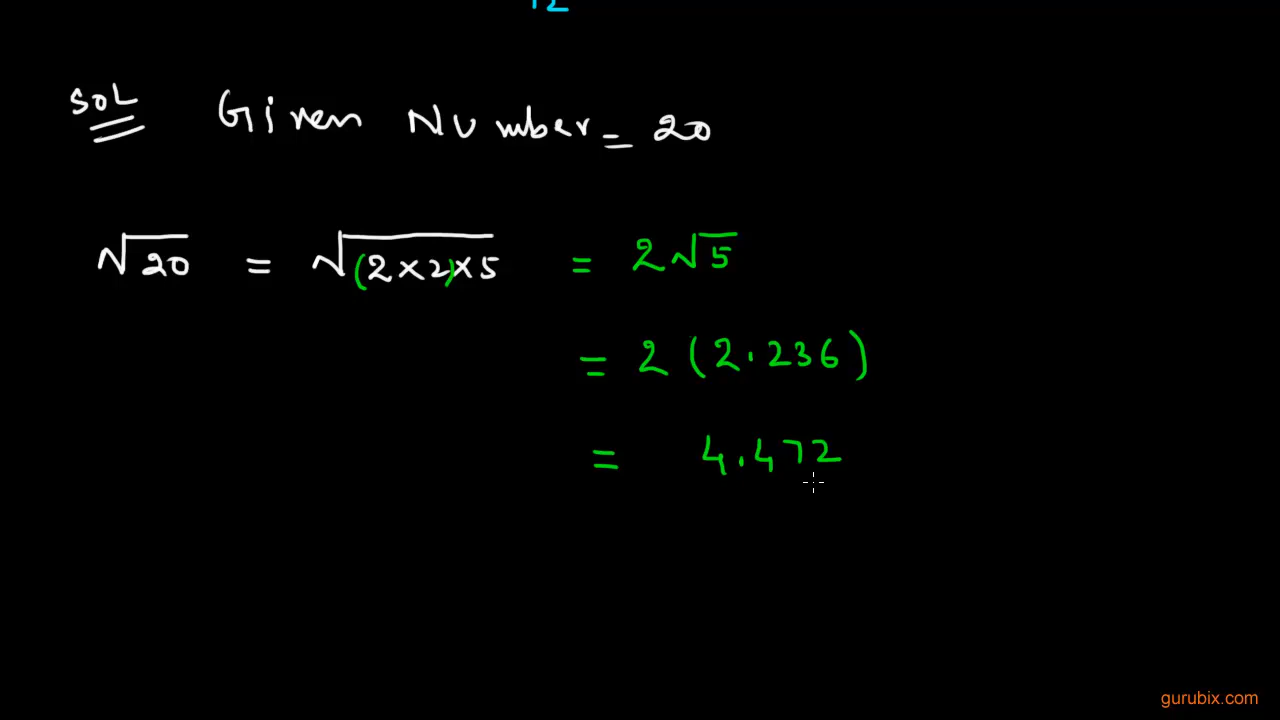 SOL Given Number = 20
√20 = √(2×2)×5 = 2√5
= 2(2.236)
= 4.472
gurubix.com